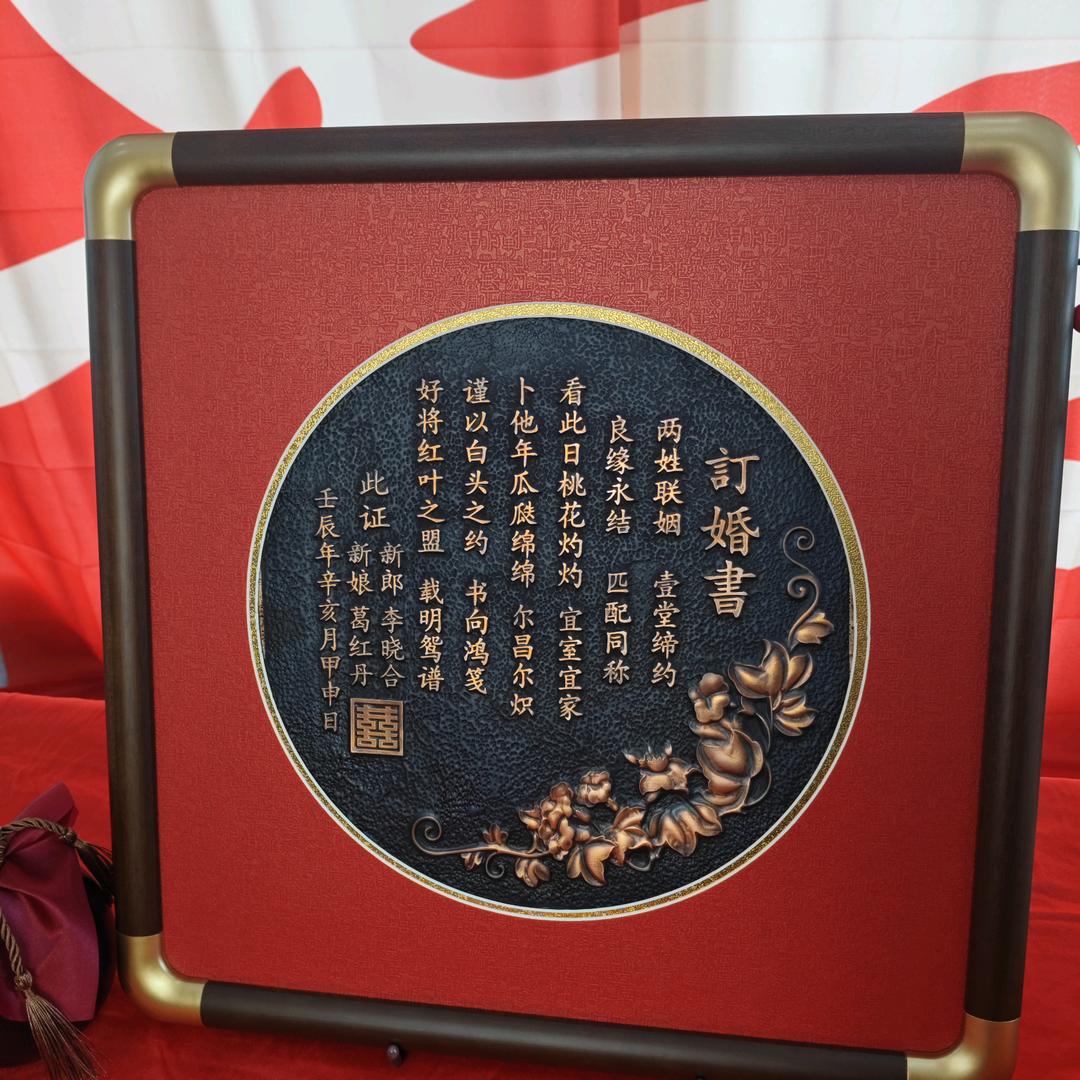 訂婚書
两姓联姻 壹堂缔约
良缘永结 匹配同称
看此日桃花灼灼 宜室宜家
卜他年瓜瓞绵绵 尔昌尔炽
谨以白头之约 书向鸿笺
好将红叶之盟 载明鸳谱
此证
新郎 李晓合
新娘 葛红丹
壬辰年辛亥月甲申日
囍